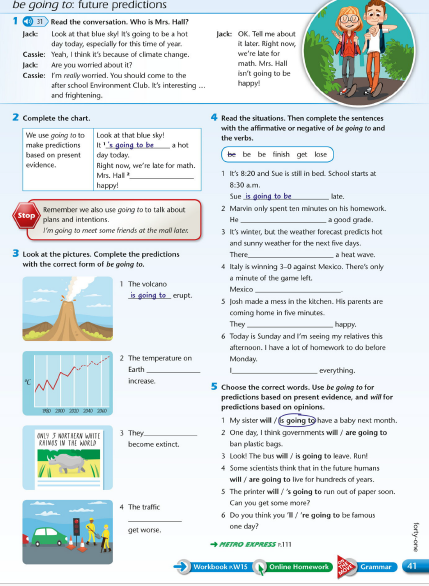 be going to: future predictions
1 31 Read the conversation. Who is Mrs. Hall?
Jack: Look at that blue sky! It's going to be a hot
day today, especially for this time of year.
Cassie: Yeah, I think it's because of climate change.
Jack: Are you worried about it?
Cassie: I'm really worried. You should come to the
after school Environment Club. It's interesting ...
and frightening.
Jack: OK. Tell me about
it later. Right now,
we're late for
math. Mrs. Hall
isn't going to be
happy!
2 Complete the chart.
We use going to to
make predictions
based on present
evidence.
Look at that blue sky!
It 1 's going to be a hot
day today.
Right now, we're late for math.
Mrs. Hall 2
happy!
Stop
Remember we also use going to to talk about
plans and intentions.
I'm going to meet some friends at the mall later.
3 Look at the pictures. Complete the predictions
with the correct form of be going to.
1 The volcano
is going to erupt.
°C
1980 2000 2020 2040 2060
2 The temperature on
Earth
increase.
ONLY 3 NORTHERN WHITE
RHINOS IN THE WORLD
3 They
become extinct.
4 The traffic
get worse.
4 Read the situations. Then complete the sentences
with the affirmative or negative of be going to and
the verbs.
be be be finish get lose
1 It's 8:20 and Sue is still in bed. School starts at
8:30 a.m.
Sue is going to be late.
2 Marvin only spent ten minutes on his homework.
He a good grade.
3 It's winter, but the weather forecast predicts hot
and sunny weather for the next five days.
There a heat wave.
4 Italy is winning 3–0 against Mexico. There's only
a minute of the game left.
Mexico .
5 Josh made a mess in the kitchen. His parents are
coming home in five minutes.
They happy.
6 Today is Sunday and I'm seeing my relatives this
afternoon. I have a lot of homework to do before
Monday.
I everything.
5 Choose the correct words. Use be going to for
predictions based on present evidence, and will for
predictions based on opinions.
1 My sister will / is going to have a baby next month.
2 One day, I think governments will / are going to
ban plastic bags.
3 Look! The bus will / is going to leave. Run!
4 Some scientists think that in the future humans
will / are going to live for hundreds of years.
5 The printer will / 's going to run out of paper soon.
Can you get some more?
6 Do you think you 'll / 're going to be famous
one day?
METRO EXPRESS P.111
Workbook P.W15 Online Homework ON THE MOVE Grammar 41
forty-one